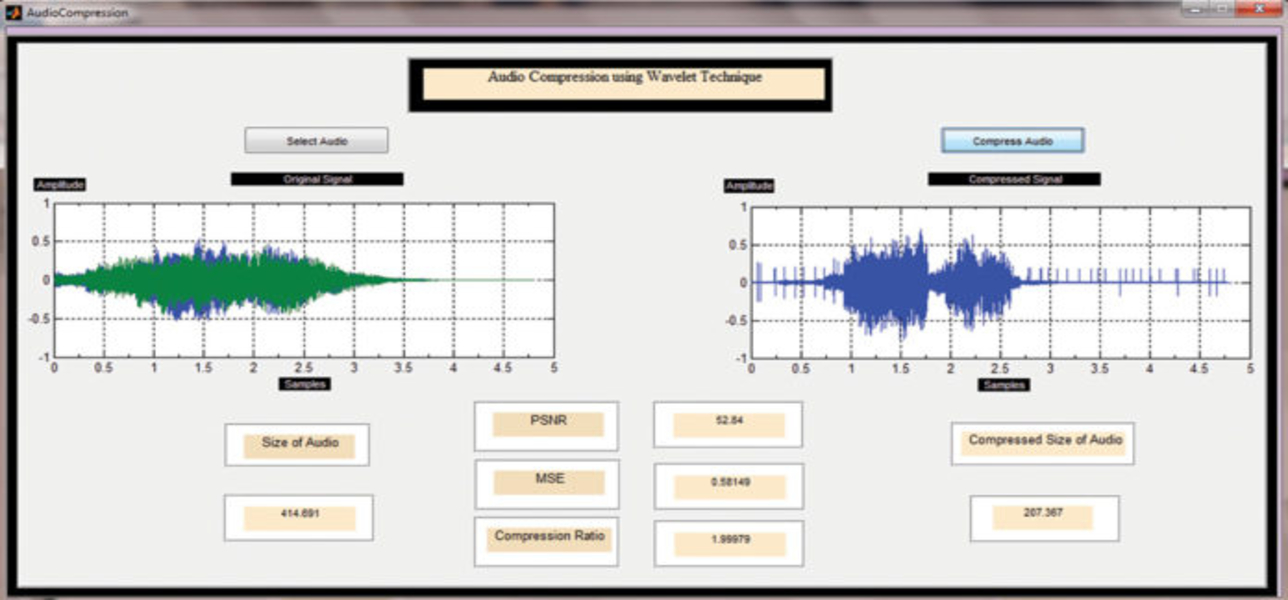 AudioCompression
Audio Compression using Wavelet Technique
Select Audio
Compress Audio
Original Signal
Compressed Signal
Amplitude
Amplitude
1
0.5
0
-0.5
-1
0 0.5 1 1.5 2 2.5 3 3.5 4 4.5 5
Samples
1
0.5
0
-0.5
-1
0 0.5 1 1.5 2 2.5 3 3.5 4 4.5 5
Samples
Size of Audio
414.691
PSNR
52.84
MSE
0.58149
Compression Ratio
1.99979
Compressed Size of Audio
207.367